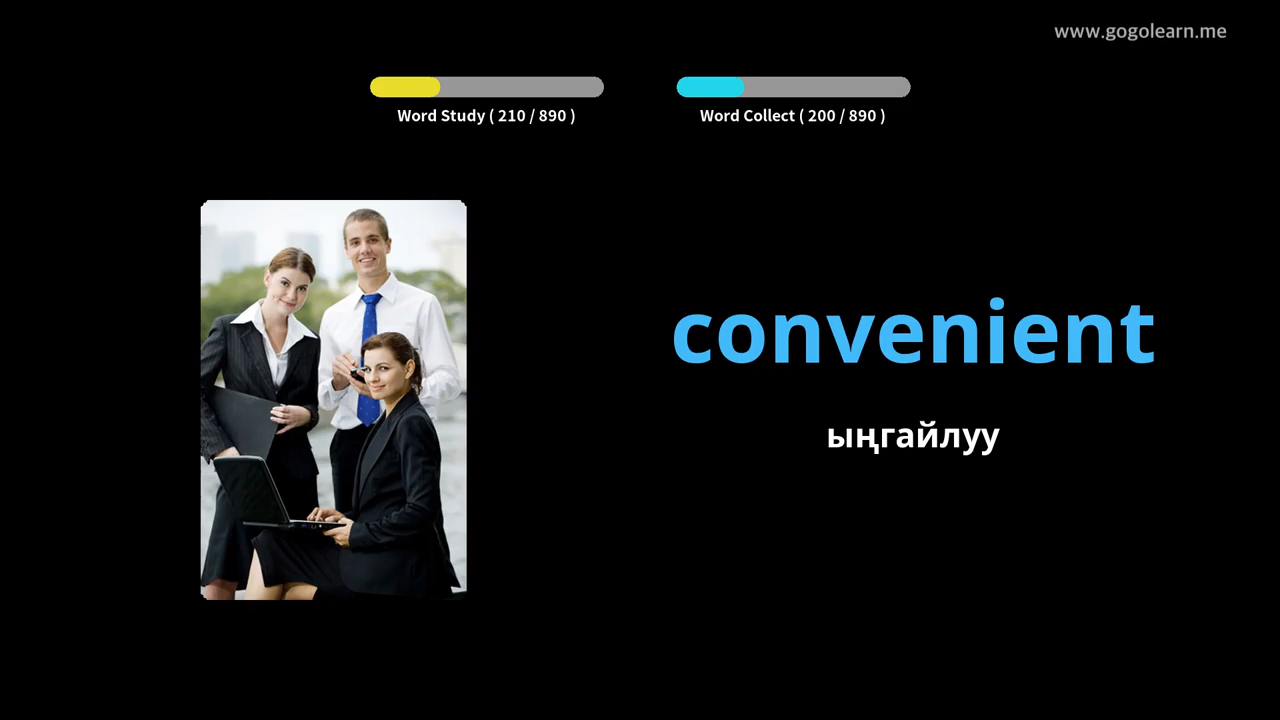 www.gogolearn.me
Word Study ( 210 / 890 )
Word Collect ( 200 / 890 )
convenient
ыңгайлуу